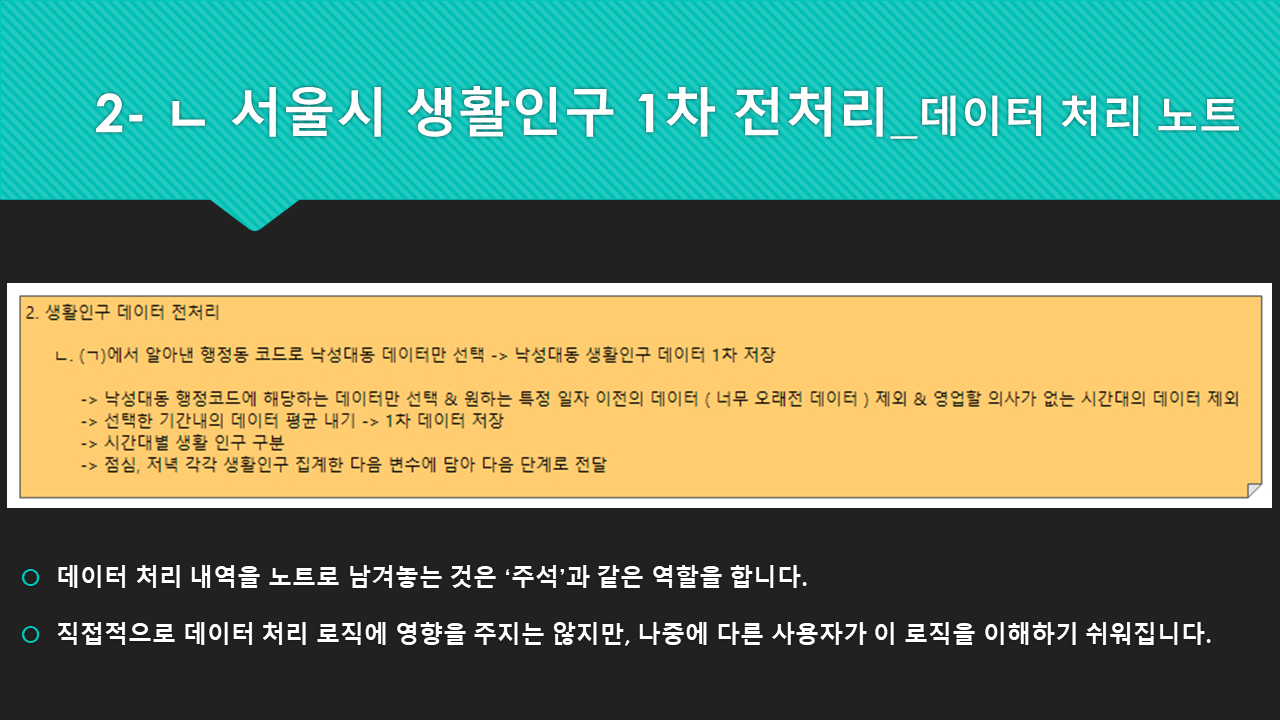 2- ㄴ 서울시 생활인구 1차 전처리_데이터 처리 노트
2. 생활인구 데이터 전처리
ㄴ. (ㄱ)에서 알아낸 행정동 코드로 낙성대동 데이터만 선택 -> 낙성대동 생활인구 데이터 1차 저장
-> 낙성대동 행정코드에 해당하는 데이터만 선택 & 원하는 특정 일자 이전의 데이터 ( 너무 오래전 데이터 ) 제외 & 영업할 의사가 없는 시간대의 데이터 제외
-> 선택한 기간내의 데이터 평균 내기 -> 1차 데이터 저장
-> 시간대별 생활 인구 구분
-> 점심, 저녁 각각 생활인구 집계한 다음 변수에 담아 다음 단계로 전달
데이터 처리 내역을 노트로 남겨놓는 것은 ‘주석’과 같은 역할을 합니다.
직접적으로 데이터 처리 로직에 영향을 주지는 않지만, 나중에 다른 사용자가 이 로직을 이해하기 쉬워집니다.